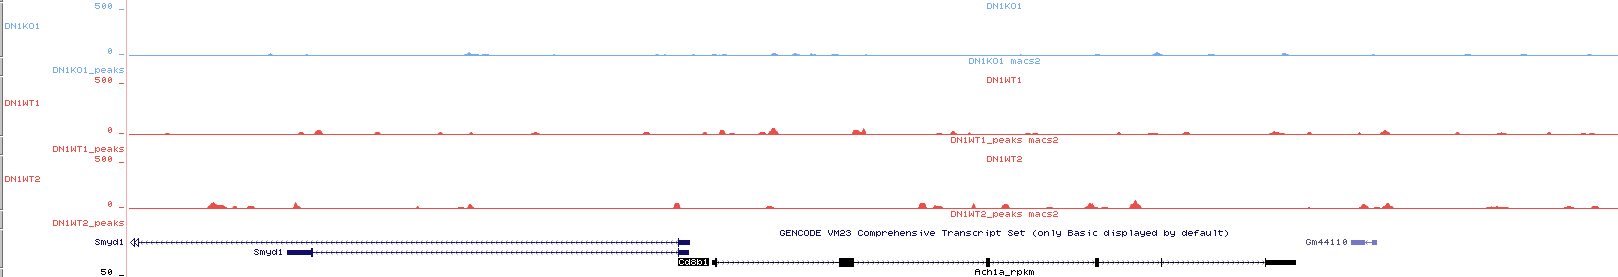 500 _
DN1KO1
DN1KO1
0 _
DN1KO1 macs2
DN1KO1_peaks
500 _
DN1WT1
DN1WT1
0 _
DN1WT1_peaks macs2
DN1WT1_peaks
500 _
DN1WT2
DN1WT2
0 _
DN1WT2_peaks macs2
DN1WT2_peaks
GENCODE VM23 Comprehensive Transcript Set (only Basic displayed by default)
Smyd1
Gm44110
Smyd1
Cd8b1
Achia_rpkm
50 _